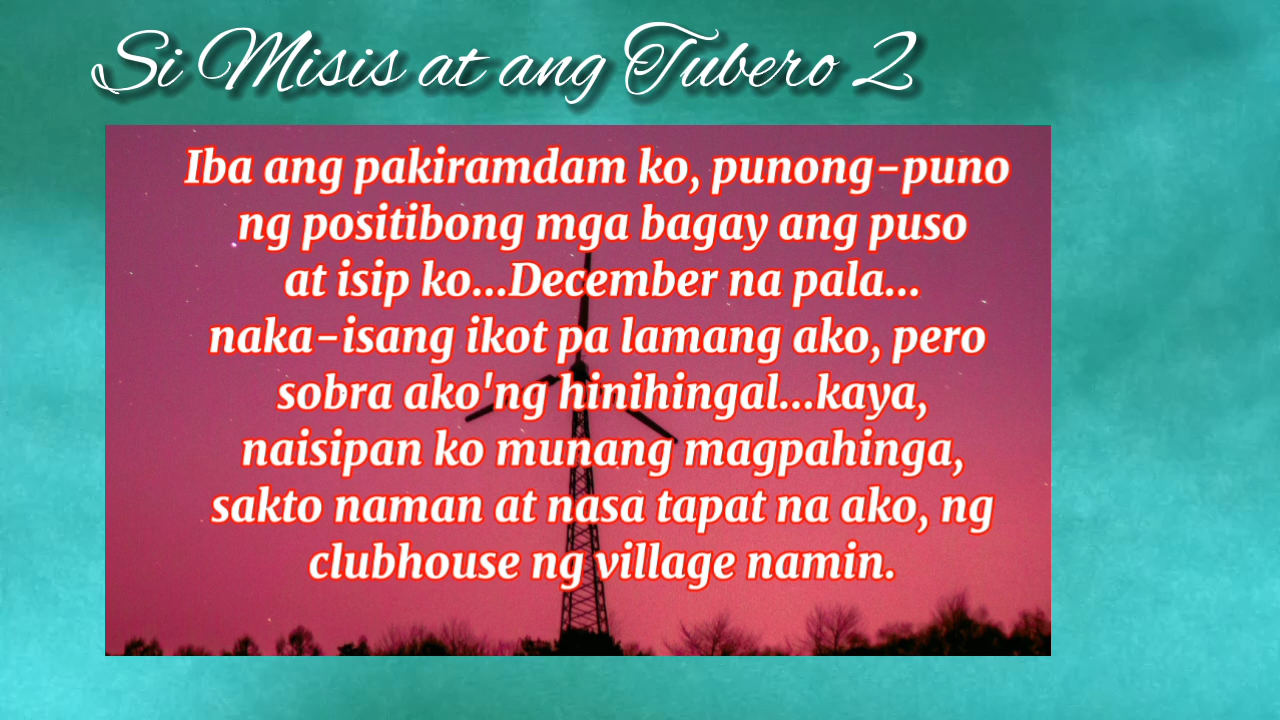 Si Misis at ang Tubero 2
Iba ang pakiramdam ko, punong-puno
ng positibong mga bagay ang puso
at isip ko...December na pala...
naka-isang ikot pa lamang ako, pero
sobra ako'ng hinihingal...kaya,
naisipan ko munang magpahinga,
sakto naman at nasa tapat na ako, ng
clubhouse ng village namin.